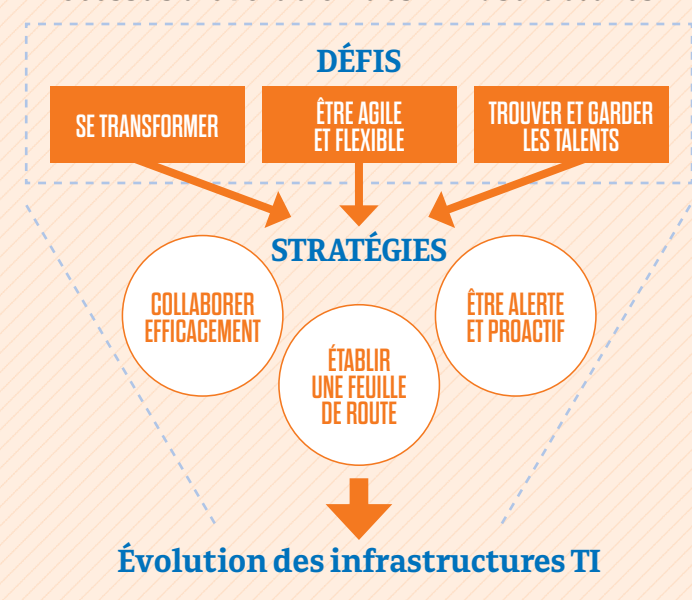 DÉFIS
SE TRANSFORMER
ÊTRE AGILE
ET FLEXIBLE
TROUVER ET GARDER
LES TALENTS
STRATÉGIES
COLLABORER
EFFICACEMENT
ÊTRE ALERTE
ET PROACTIF
ÉTABLIR
UNE FEUILLE
DE ROUTE
Évolution des infrastructures TI